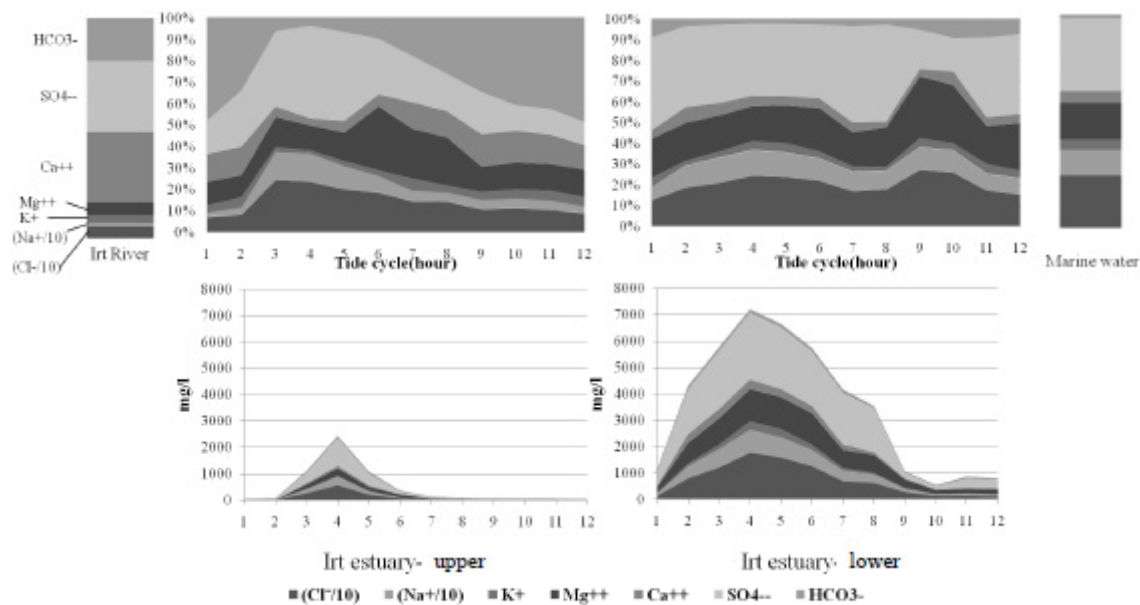 HCO3-
SO4--
Ca++
Mg++
K+
(Na+/10)
(Cl-/10)
Irt River
100%
90%
80%
70%
60%
50%
40%
30%
20%
10%
0%
1 2 3 4 5 6 7 8 9 10 11 12
Tide cycle(hour)
100%
90%
80%
70%
60%
50%
40%
30%
20%
10%
0%
1 2 3 4 5 6 7 8 9 10 11 12
Tide cycle(hour)
Marine water
mg/l
8000
7000
6000
5000
4000
3000
2000
1000
0
1 2 3 4 5 6 7 8 9 10 11 12
Irt estuary- upper
mg/l
8000
7000
6000
5000
4000
3000
2000
1000
0
1 2 3 4 5 6 7 8 9 10 11 12
Irt estuary- lower
(Cl-/10) (Na+/10) K+ Mg++ Ca++ SO4-- HCO3-